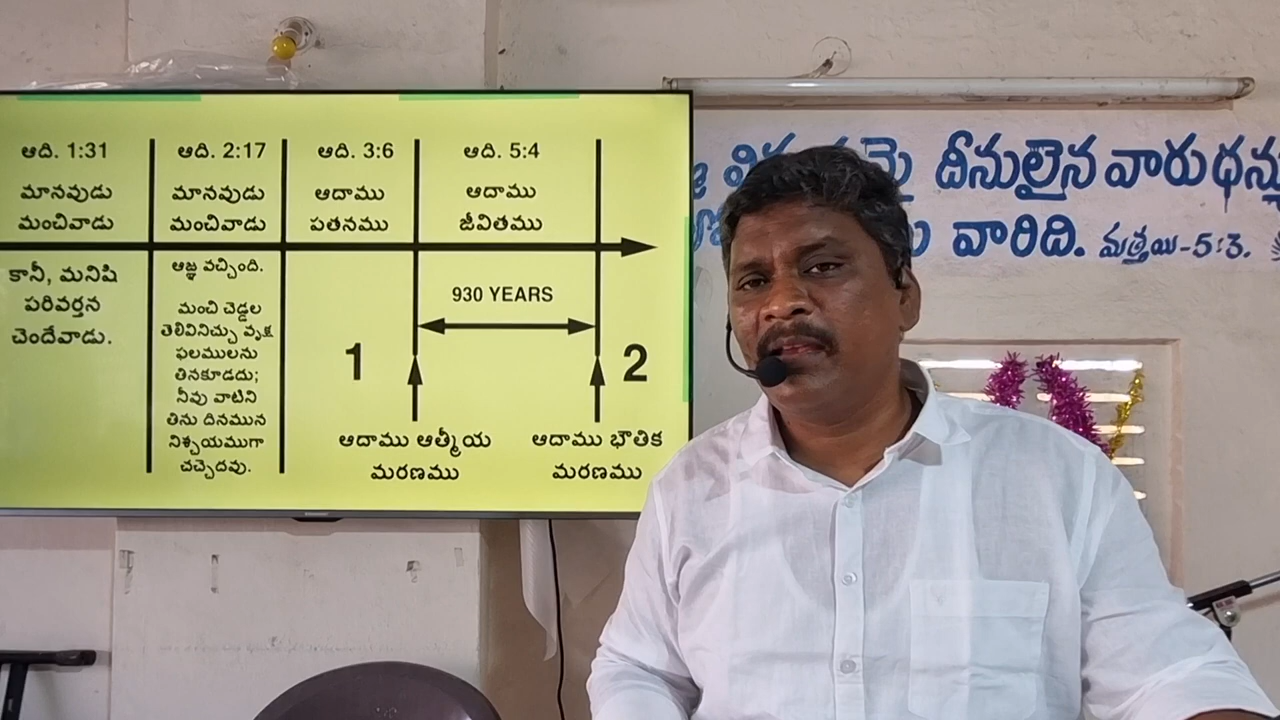 ఆది. 1:31
మానవుడు
మంచివాడు
కానీ, మనిషి
పరివర్తన
చెందేవాడు.
ఆది. 2:17
మానవుడు
మంచివాడు
ఆజ్ఞ వచ్చింది.
మంచి చెడ్డల
తెలివినిచ్చు వృక్ష
ఫలములను
తినకూడదు;
నీవు వాటిని
తిను దినమున
నిశ్చయముగా
చచ్చెదవు.
ఆది. 3:6
ఆదాము
పతనము
ఆది. 5:4
ఆదాము
జీవితము
930 YEARS
1
2
ఆదాము ఆత్మీయ
మరణము
ఆదాము భౌతిక
మరణము
దీనులైన వారు
వారిది. మత్తయి-5:3.